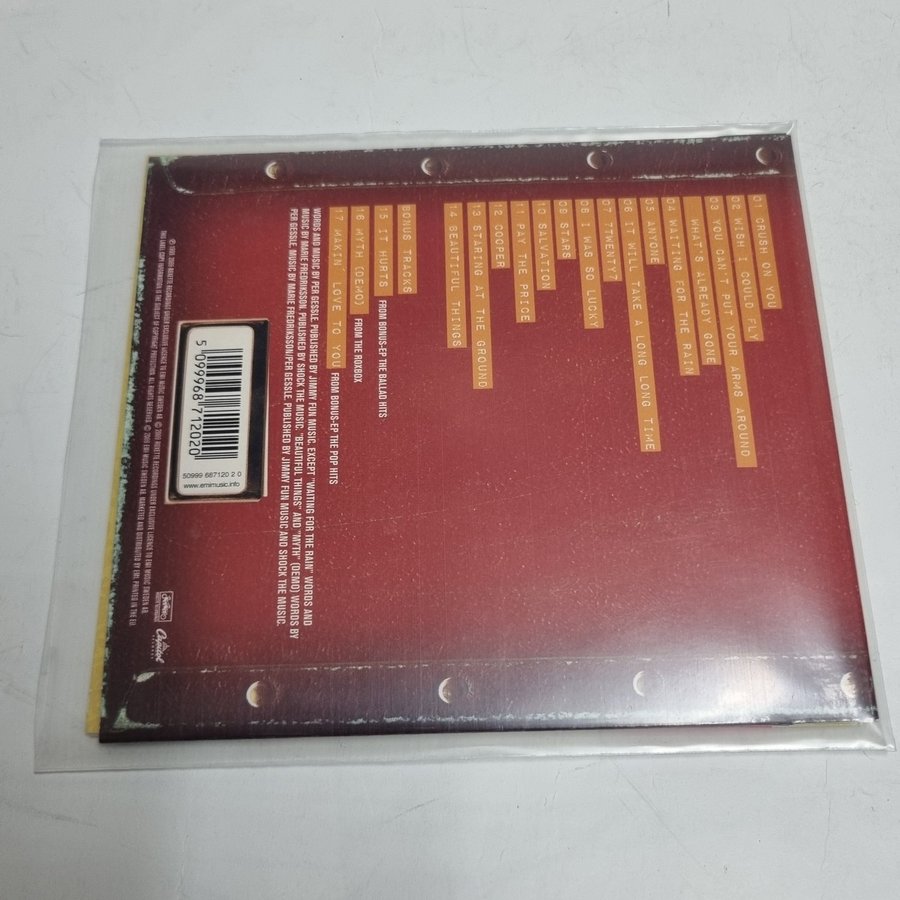 01 CRUSH ON YOU
02 WISH I COULD FLY
03 YOU CAN'T PUT YOUR ARMS AROUND
WHAT'S ALREADY GONE
04 WAITING FOR THE RAIN
05 ANYONE
06 IT WILL TAKE A LONG LONG TIME
07 7TWENTY7
08 I WAS SO LUCKY
09 STARS
10 SALVATION
11 PAY THE PRICE
12 COOPER
13 STARING AT THE GROUND
14 BEAUTIFUL THINGS
BONUS TRACKS
15 IT HURTS FROM BONUS-EP THE BALLAD HITS
16 MYTH (DEMO) FROM THE ROXBOX
17 MAKIN' LOVE TO YOU FROM BONUS-EP THE POP HITS
WORDS AND MUSIC BY PER GESSLE. PUBLISHED BY JIMMY FUN MUSIC, EXCEPT "WAITING FOR THE RAIN" WORDS AND
MUSIC BY MARIE FREDRIKSSON. PUBLISHED BY SHOCK THE MUSIC. "BEAUTIFUL THINGS" AND "MYTH" (DEMO) WORDS BY
PER GESSLE. MUSIC BY MARIE FREDRIKSSON/PER GESSLE. PUBLISHED BY JIMMY FUN MUSIC AND SHOCK THE MUSIC.
5 099968 712020
50999 687120 2 0
www.emimusic.info
Capitol
RECORDS